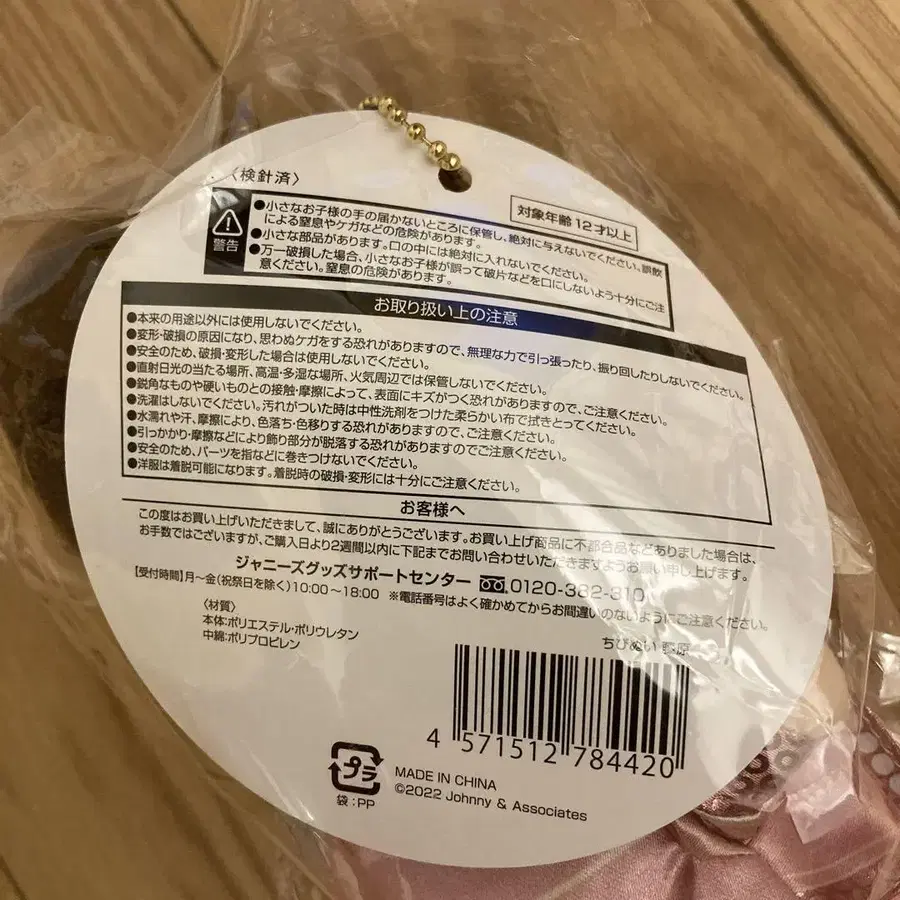 〈検針済〉
対象年齢12才以上
警告
●小さなお子様の手の届かないところに保管し、絶対に与えないでください。誤飲
による窒息やケガなどの危険があります。
●小さな部品があります。口の中には絶対に入れないでください。
●万一破損した場合、小さなお子様が誤って破片などを口にしないよう十分にご注
意ください。窒息の危険があります。
お取り扱い上の注意
●本来の用途以外には使用しないでください。
●変形・破損の原因になり、思わぬケガをする恐れがありますので、無理な力で引っ張ったり、振り回したりしないでください。
●安全のため、破損・変形した場合は使用しないでください。
●直射日光の当たる場所、高温・多湿な場所、火気周辺では保管しないでください。
●鋭角なものや硬いものとの接触・摩擦によって、表面にキズがつく恐れがありますので、ご注意ください。
●洗濯はしないでください。汚れがついた時は中性洗剤をつけた柔らかい布で拭きとってください。
●水濡れや汗、摩擦により、色落ち・色移りする恐れがありますので、ご注意ください。
●引っかかり・摩擦などにより飾り部分が脱落する恐れがありますのでご注意ください。
●安全のため、パーツを指などに巻きつけないでください。
●洋服は着脱可能になります。着脱時の破損・変形には十分にご注意ください。
お客様へ
この度はお買い上げいただきまして、誠にありがとうございます。お買い上げ商品に不都合品などありました場合は、
お手数ではございますが、ご購入日より2週間以内に下記までお問い合わせいただきますようお願い申し上げます。
ジャニーズグッズサポートセンター 0120-382-310
【受付時間】月〜金(祝祭日を除く)10:00〜18:00 ※電話番号はよく確かめてからお間違いのないようにご注意ください。
〈材質〉
本体:ポリエステル・ポリウレタン
中綿:ポリプロピレン
ちびぬい 原
4 571512 784420
プラ
袋:PP
MADE IN CHINA
©2022 Johnny & Associates